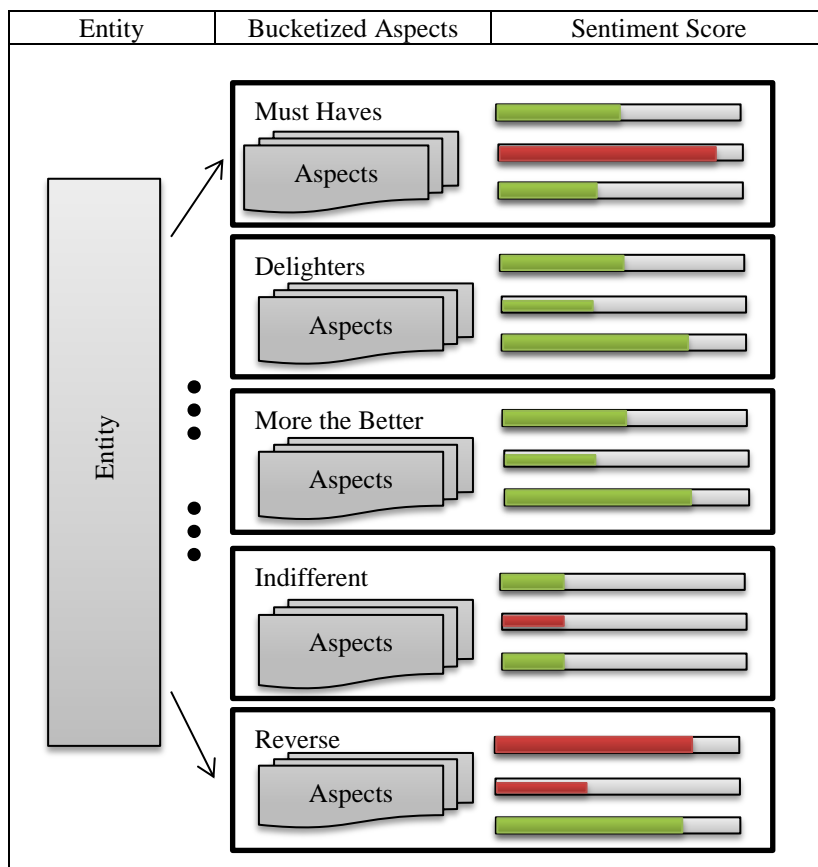 Entity
Bucketized Aspects
Sentiment Score
Entity
Must Haves
Aspects
Delighters
Aspects
More the Better
Aspects
Indifferent
Aspects
Reverse
Aspects